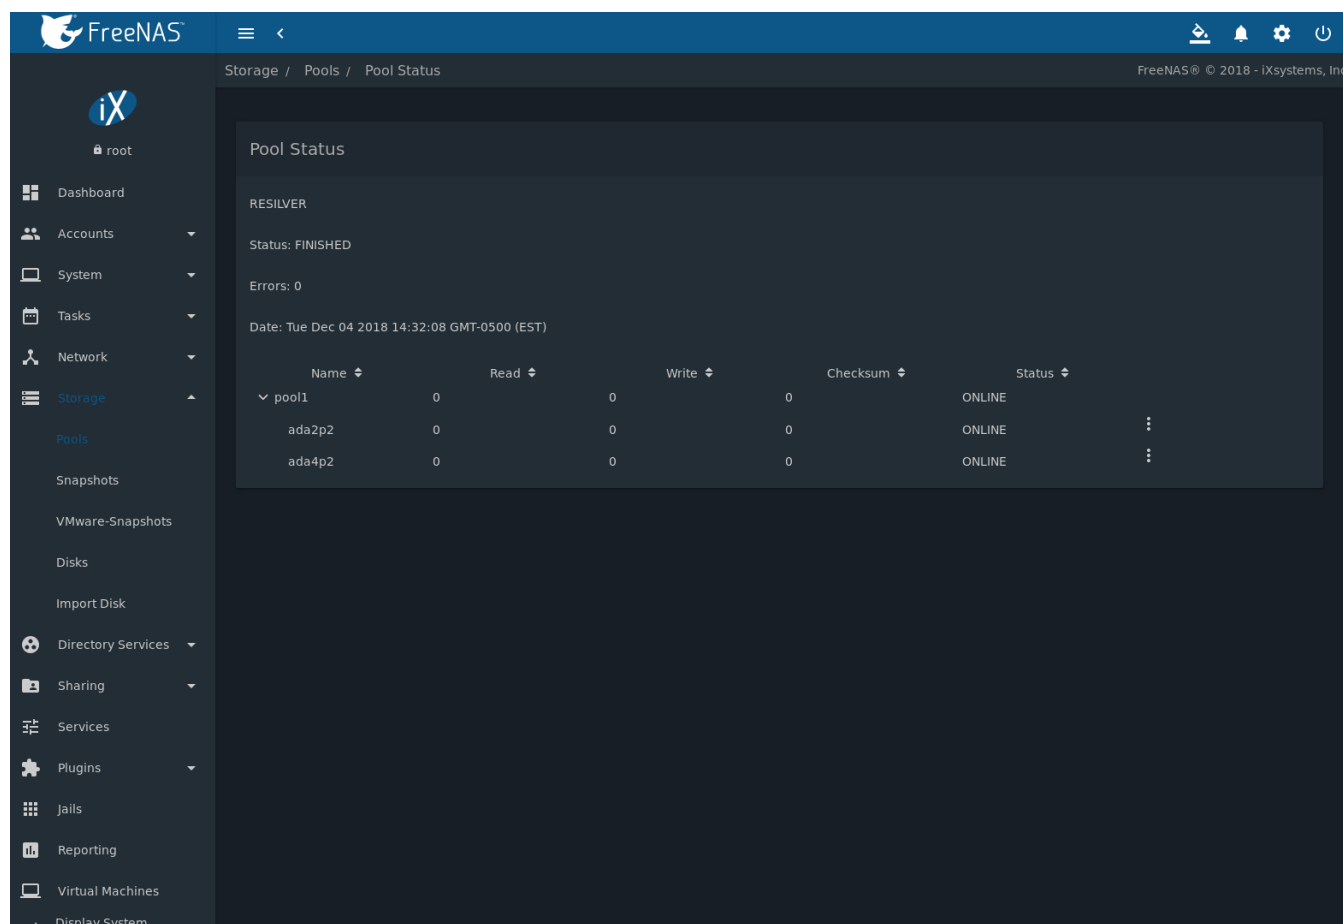 FreeNAS
Storage / Pools / Pool Status
FreeNAS® © 2018 - iXsystems, Inc
iX
root
Dashboard
Accounts
System
Tasks
Network
Storage
Pools
Snapshots
VMware-Snapshots
Disks
Import Disk
Directory Services
Sharing
Services
Plugins
Jails
Reporting
Virtual Machines
Display System
Pool Status
RESILVER
Status: FINISHED
Errors: 0
Date: Tue Dec 04 2018 14:32:08 GMT-0500 (EST)
Name Read Write Checksum Status
pool1 0 0 0 ONLINE
ada2p2 0 0 0 ONLINE
ada4p2 0 0 0 ONLINE